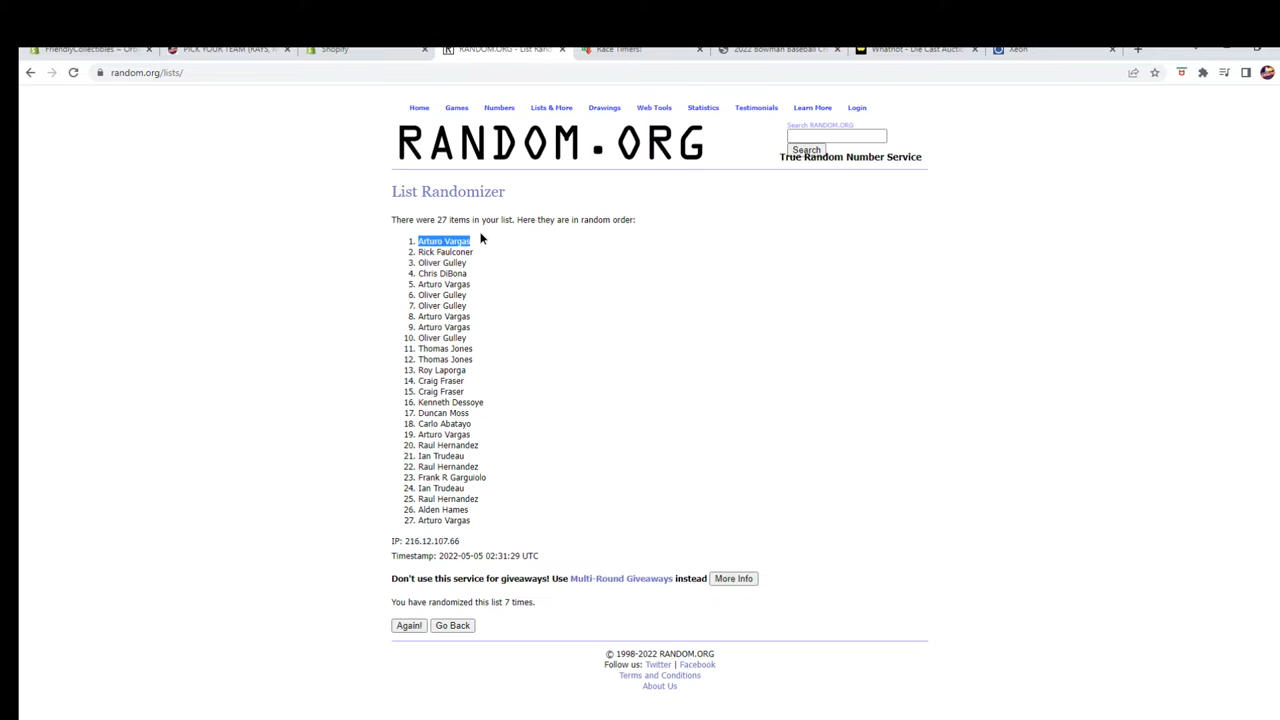 FriendlyCollectibles ~ Orb
PICK YOUR TEAM (RAYS, R
Shopify
RANDOM.ORG - List Rand
Race Timers!
2022 Bowman Baseball Ch
Whatnot - Die Cast Aucti
Xeon
random.org/lists/
Home Games Numbers Lists & More Drawings Web Tools Statistics Testimonials Learn More Login
RANDOM.ORG
Search RANDOM.ORG
Search
True Random Number Service
List Randomizer
There were 27 items in your list. Here they are in random order:
1. Arturo Vargas
2. Rick Faulconer
3. Oliver Gulley
4. Chris DiBona
5. Arturo Vargas
6. Oliver Gulley
7. Oliver Gulley
8. Arturo Vargas
9. Arturo Vargas
10. Oliver Gulley
11. Thomas Jones
12. Thomas Jones
13. Roy Laporga
14. Craig Fraser
15. Craig Fraser
16. Kenneth Dessoye
17. Duncan Moss
18. Carlo Abatayo
19. Arturo Vargas
20. Raul Hernandez
21. Ian Trudeau
22. Raul Hernandez
23. Frank R Garguiolo
24. Ian Trudeau
25. Raul Hernandez
26. Alden Hames
27. Arturo Vargas
IP: 216.12.107.66
Timestamp: 2022-05-05 02:31:29 UTC
Don't use this service for giveaways! Use Multi-Round Giveaways instead More Info
You have randomized this list 7 times.
Again! Go Back
© 1998-2022 RANDOM.ORG
Follow us: Twitter | Facebook
Terms and Conditions
About Us